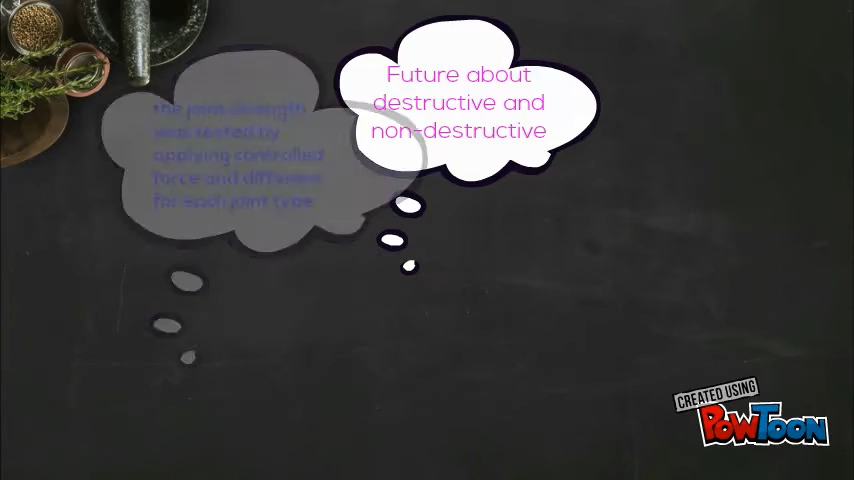 Future about
destructive and
non-destructive
the joint strength
was tested by
applying controlled
force and different
for each joint type
CREATED USING
POWTOON